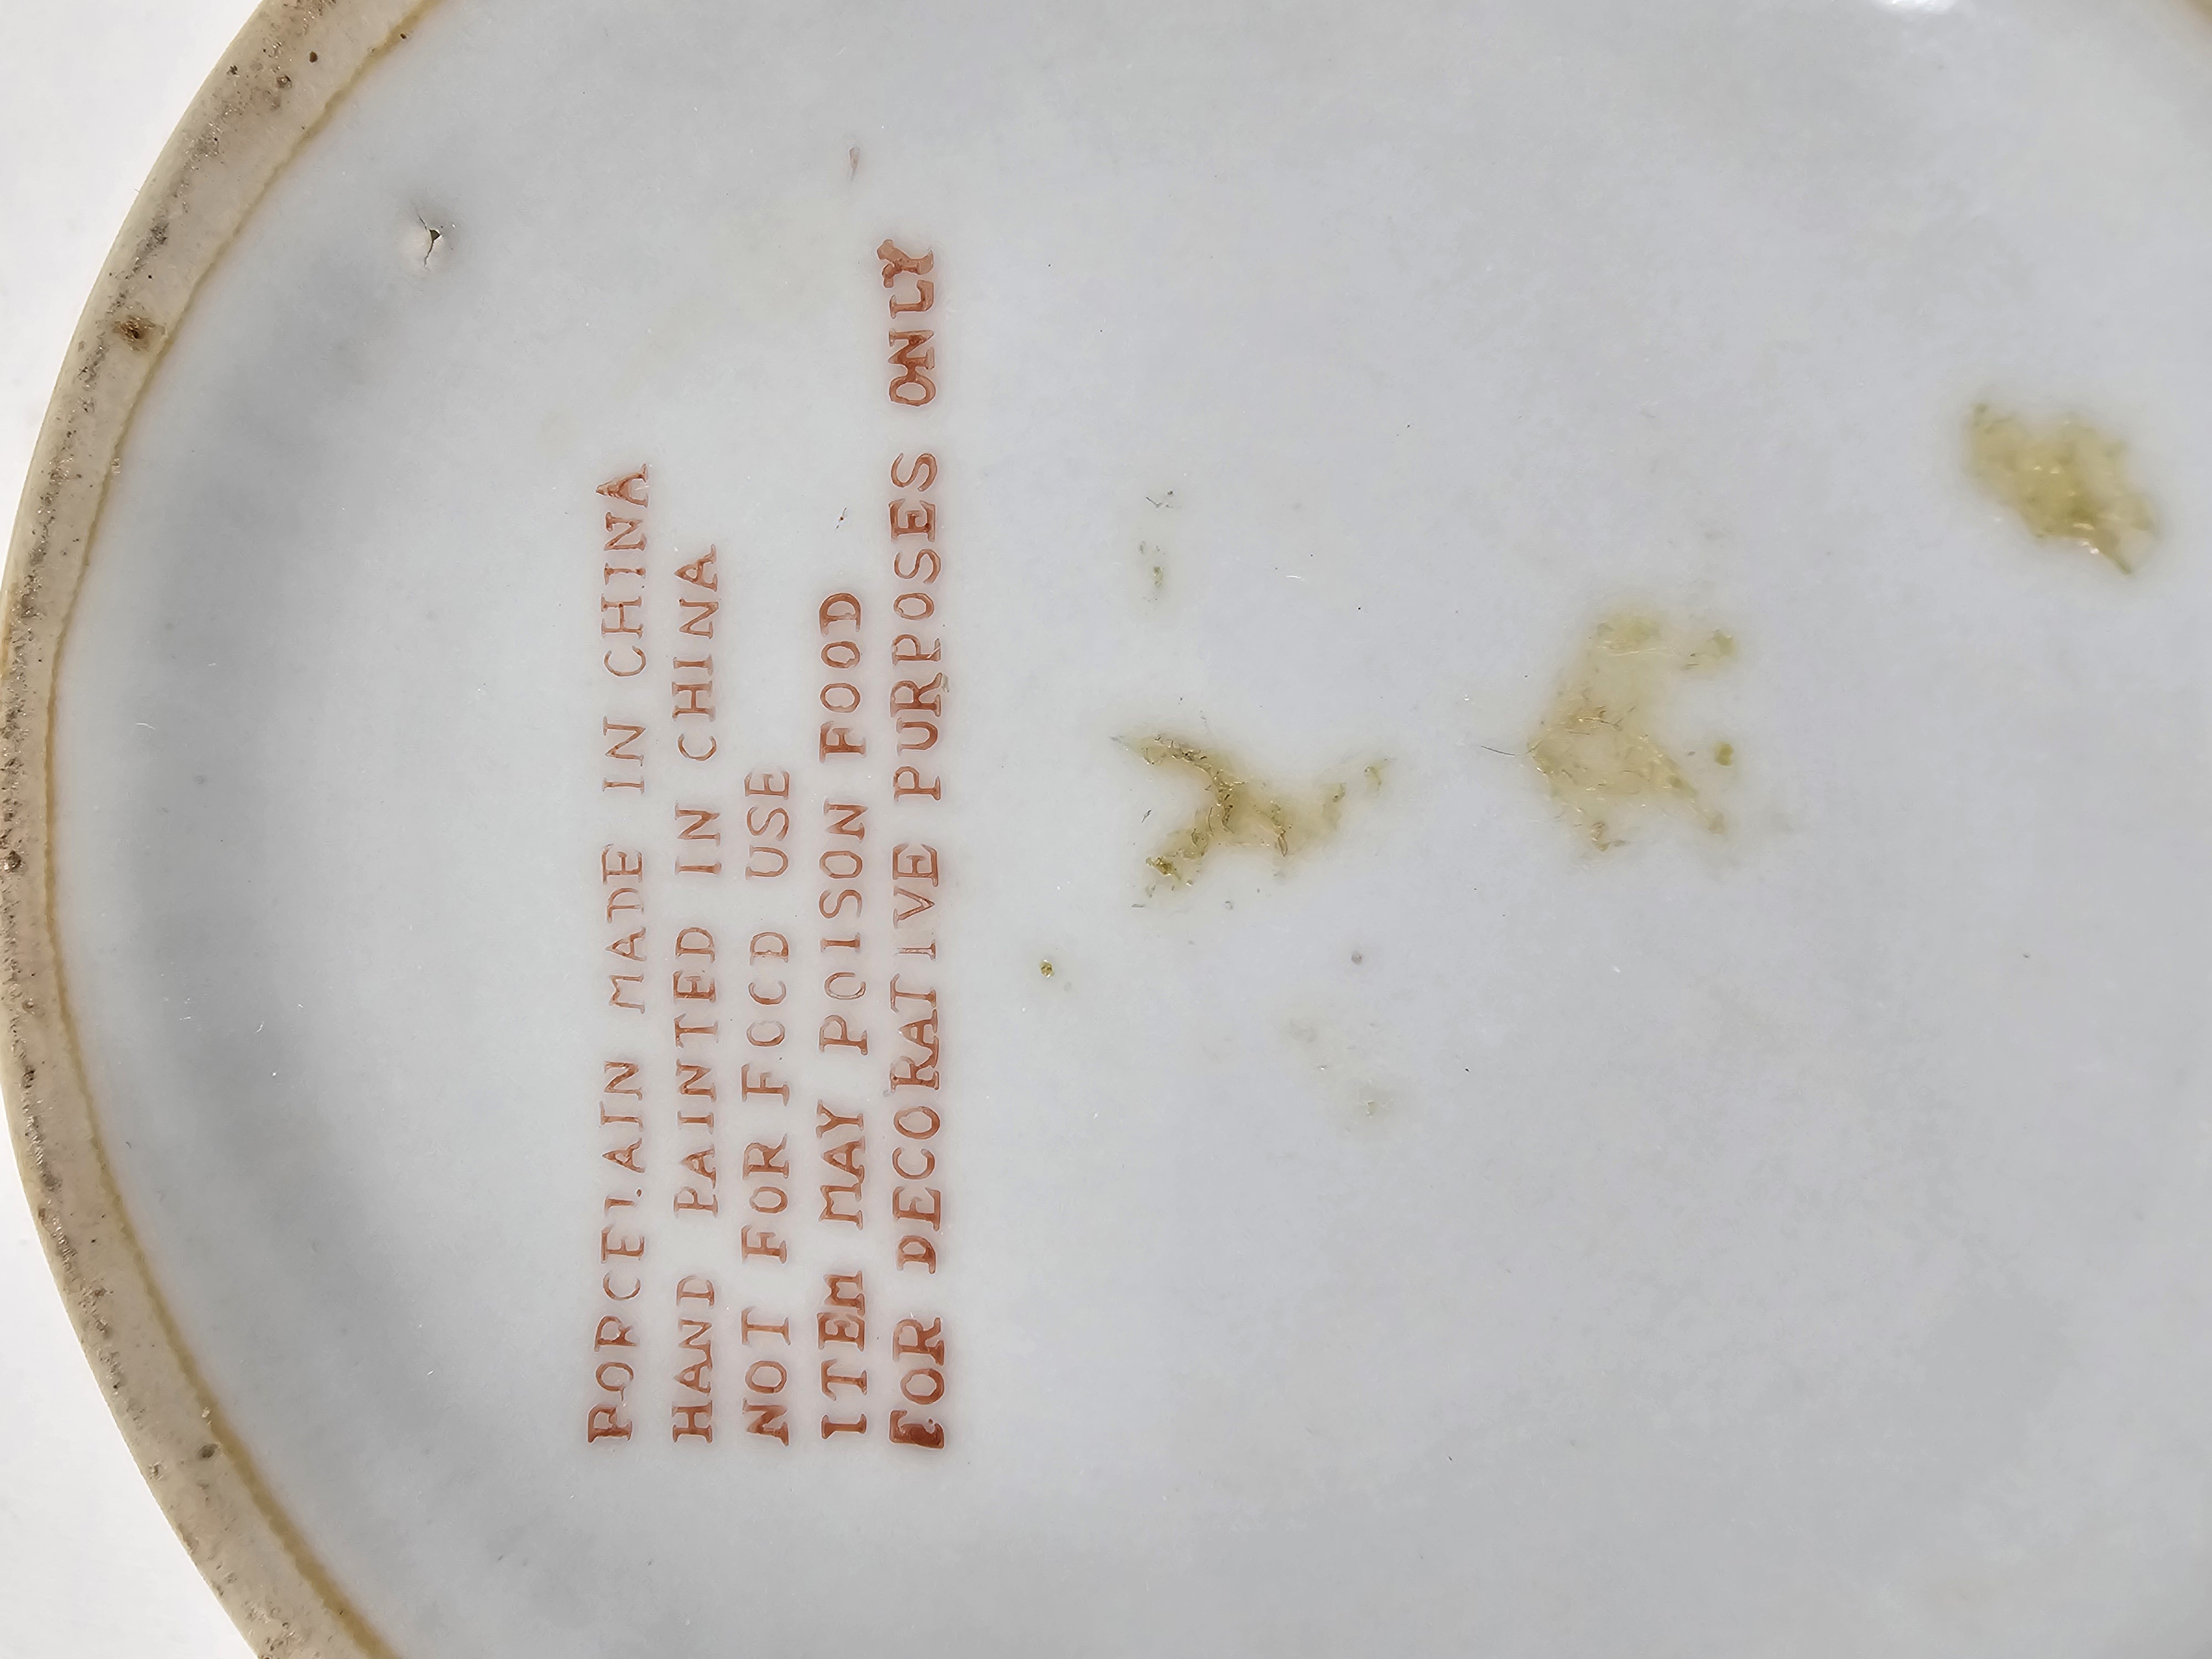 PORCELAIN MADE IN CHINA
HAND PAINTED IN CHINA
NOT FOR FOOD USE
ITEM MAY POISON FOOD
FOR DECORATIVE PURPOSES ONLY